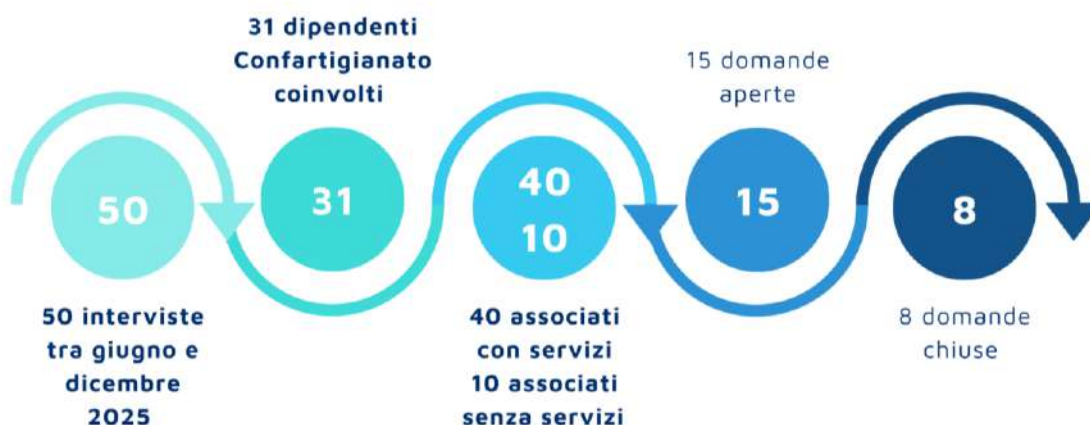 50
50 interviste
tra giugno e
dicembre
2025
31 dipendenti
Confartigianato
coinvolti
31
40
10
40 associati
con servizi
10 associati
senza servizi
15 domande
aperte
15
8
8 domande
chiuse